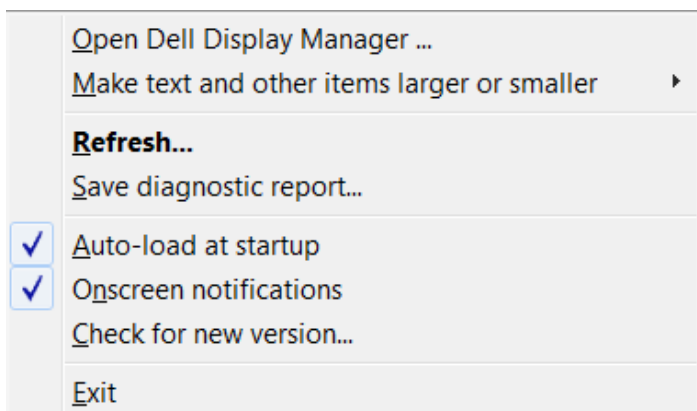 Open Dell Display Manager ...
Make text and other items larger or smaller
Refresh...
Save diagnostic report...
Auto-load at startup
Onscreen notifications
Check for new version...
Exit